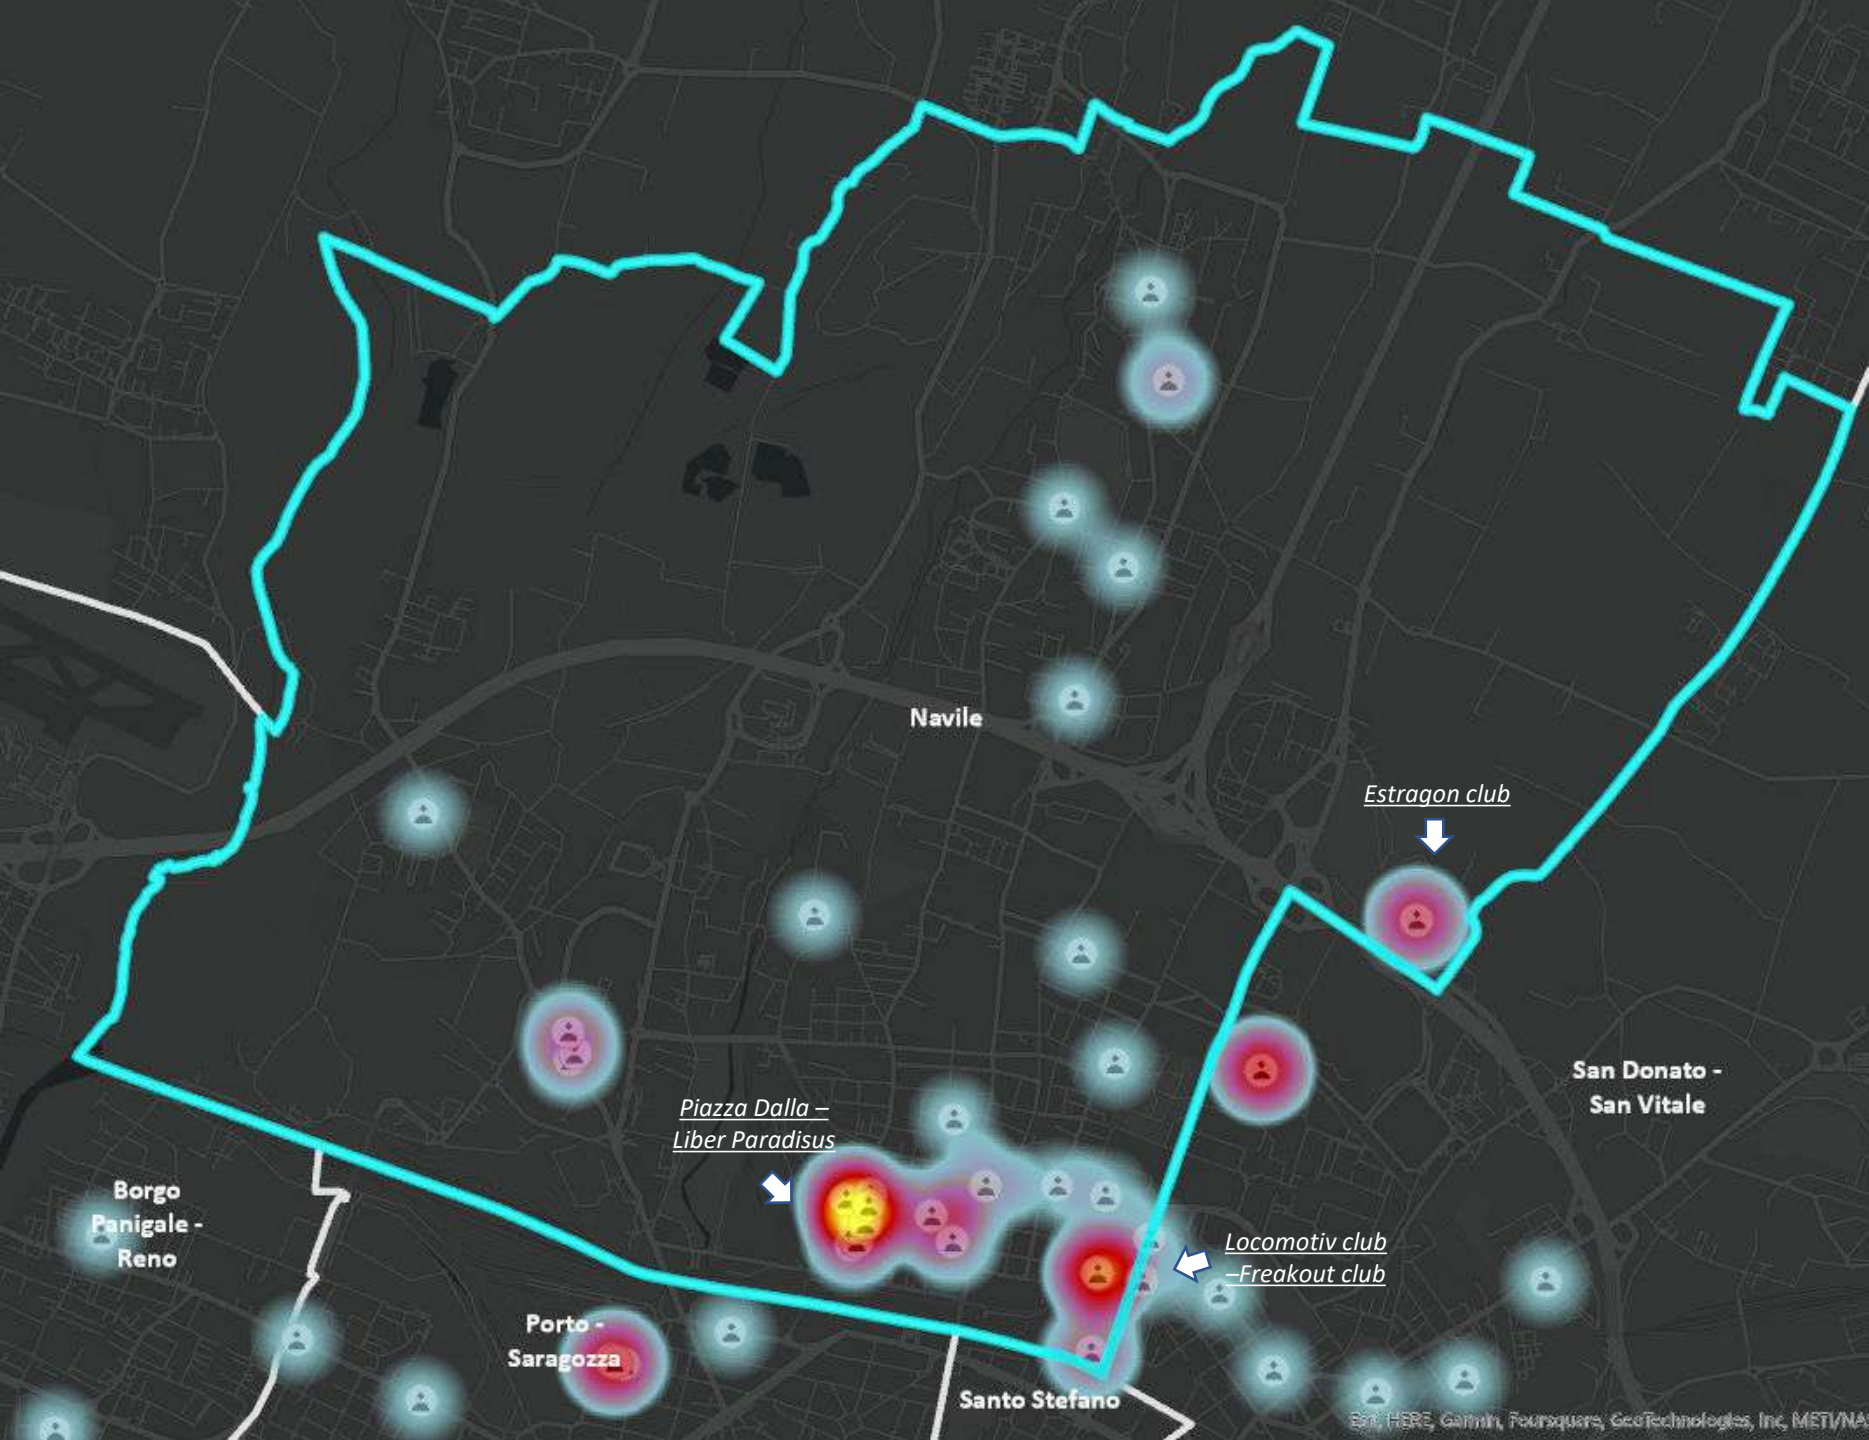 Navile
Estragon club
San Donato -
San Vitale
Piazza Dalla –
Liber Paradisus
Borgo
Panigale -
Reno
Locomotiv club
–Freakout club
Porto -
Saragozza
Santo Stefano
Esri, HERE, Garmin, Foursquare, GeoTechnologies, Inc, METI/NAS